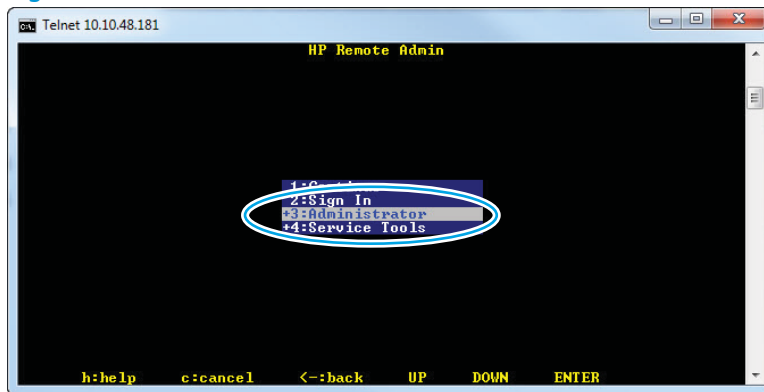 Telnet 10.10.48.181
HP Remote Admin
2:Sign In
+3:Administrator
+4:Service Tools
h:help c:cancel <-:back UP DOWN ENTER